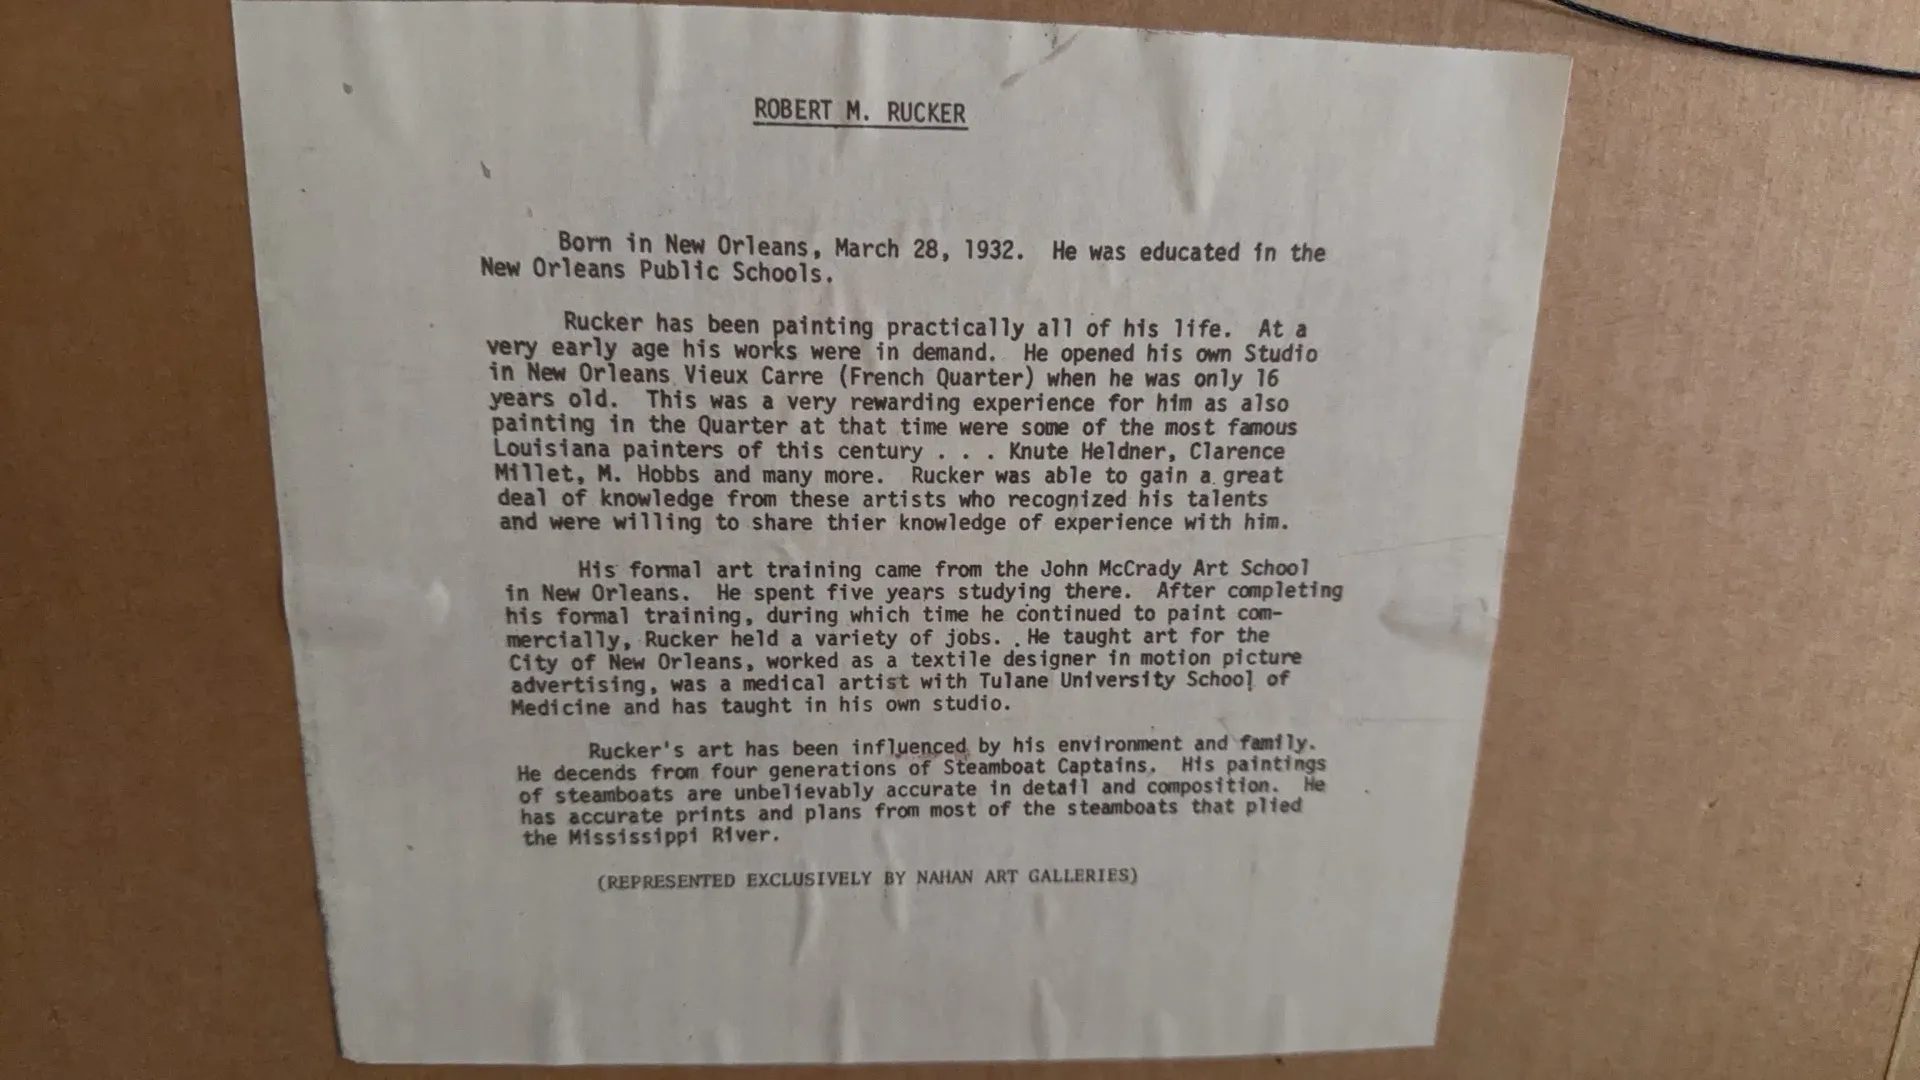 ROBERT M. RUCKER
Born in New Orleans, March 28, 1932. He was educated in the
New Orleans Public Schools.
Rucker has been painting practically all of his life. At a
very early age his works were in demand. He opened his own Studio
in New Orleans Vieux Carre (French Quarter) when he was only 16
years old. This was a very rewarding experience for him as also
painting in the Quarter at that time were some of the most famous
Louisiana painters of this century . . . Knute Heldner, Clarence
Millet, M. Hobbs and many more. Rucker was able to gain a great
deal of knowledge from these artists who recognized his talents
and were willing to share thier knowledge of experience with him.
His formal art training came from the John McCrady Art School
in New Orleans. He spent five years studying there. After completing
his formal training, during which time he continued to paint com-
mercially, Rucker held a variety of jobs. He taught art for the
City of New Orleans, worked as a textile designer in motion picture
advertising, was a medical artist with Tulane University School of
Medicine and has taught in his own studio.
Rucker's art has been influenced by his environment and family.
He decends from four generations of Steamboat Captains. His paintings
of steamboats are unbelievably accurate in detail and composition. He
has accurate prints and plans from most of the steamboats that plied
the Mississippi River.
(REPRESENTED EXCLUSIVELY BY NAHAN ART GALLERIES)